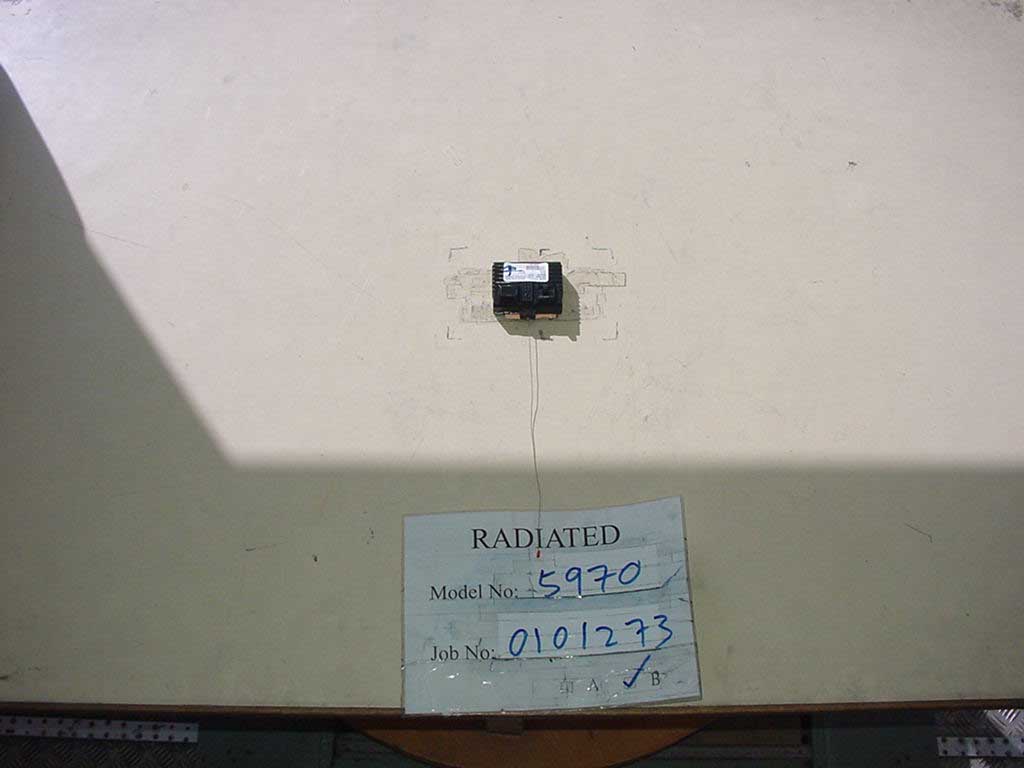 RADIATED
Model No: 5970
Job No: 0101273
A ✓ B